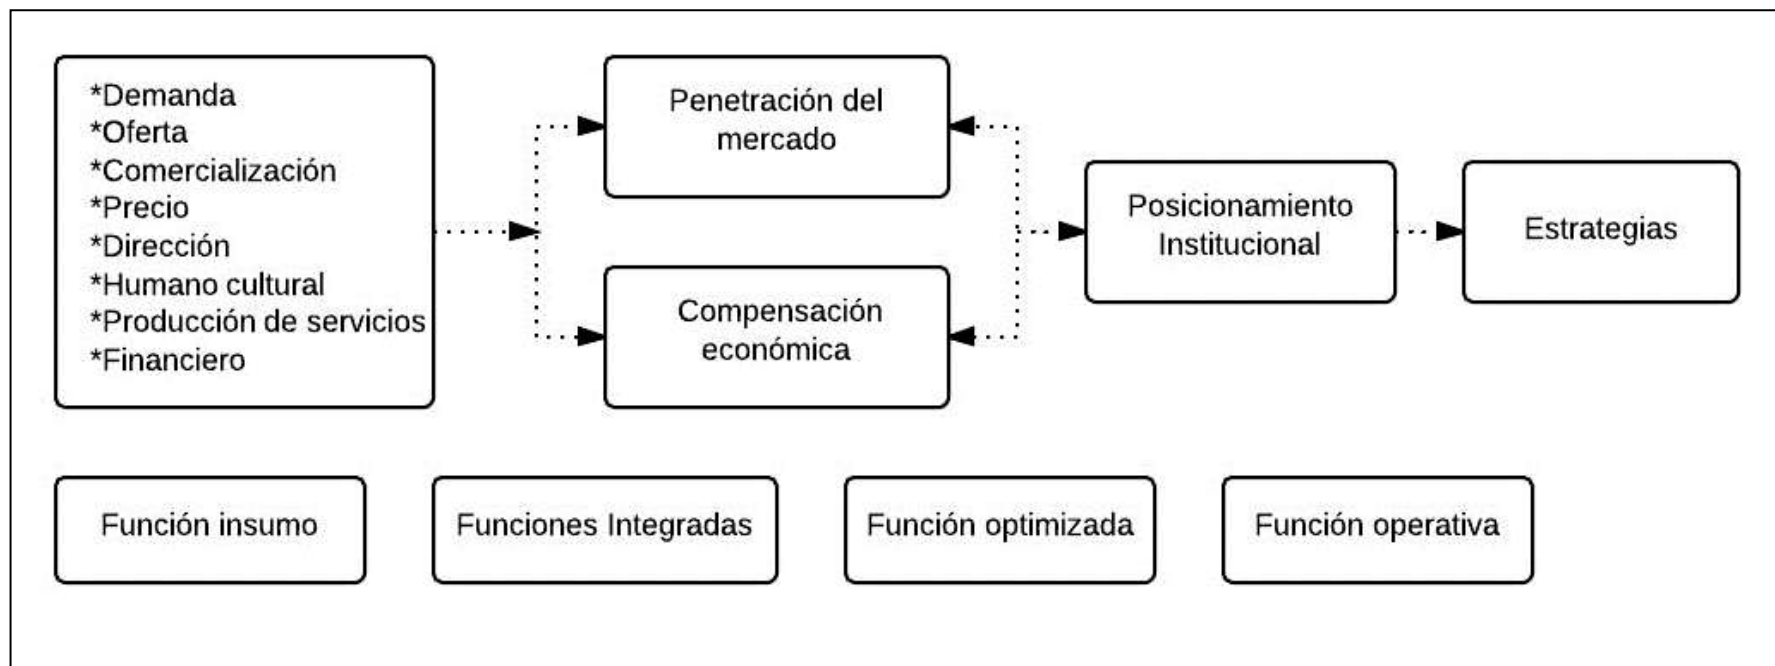 *Demanda
*Oferta
*Comercialización
*Precio
*Dirección
*Humano cultural
*Producción de servicios
*Financiero
Penetración del
mercado
Compensación
económica
Posicionamiento
Institucional
Estrategias
Función insumo
Funciones Integradas
Función optimizada
Función operativa